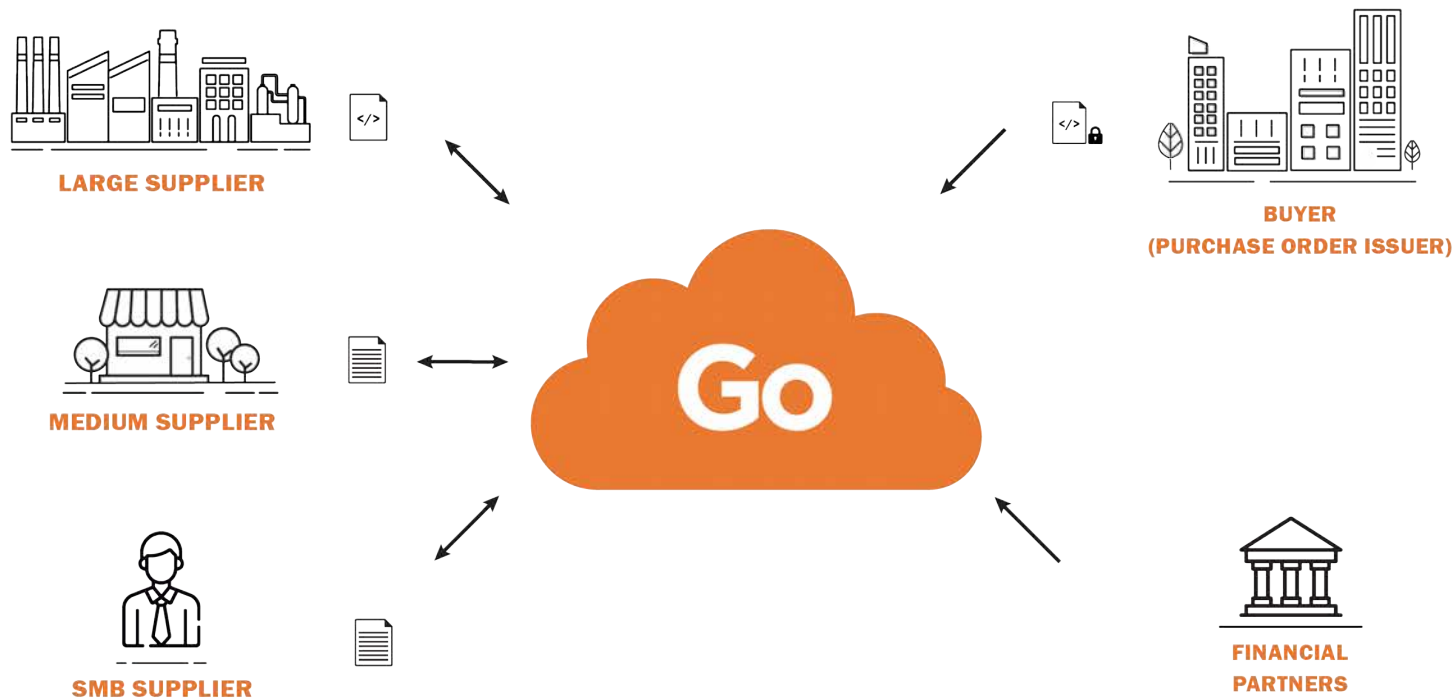 </>
</>
LARGE SUPPLIER
BUYER
(PURCHASE ORDER ISSUER)
Go
MEDIUM SUPPLIER
SMB SUPPLIER
FINANCIAL
PARTNERS